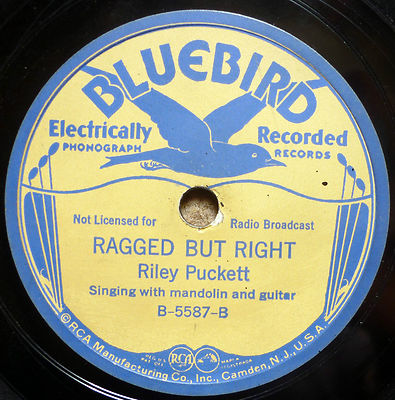 BLUEBIRD
Electrically Recorded
PHONOGRAPH RECORDS
Not Licensed for Radio Broadcast
RAGGED BUT RIGHT
Riley Puckett
Singing with mandolin and guitar
B-5587-B
RCA
©RCA Manufacturing Co., Inc., Camden, N.J., U.S.A.